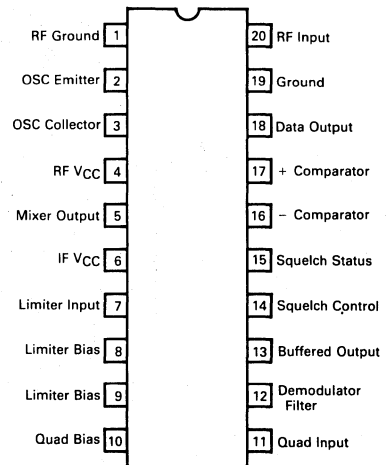 RF Ground 1
OSC Emitter 2
OSC Collector 3
RF VCC 4
Mixer Output 5
IF VCC 6
Limiter Input 7
Limiter Bias 8
Limiter Bias 9
Quad Bias 10
20 RF Input
19 Ground
18 Data Output
17 + Comparator
16 – Comparator
15 Squelch Status
14 Squelch Control
13 Buffered Output
12 Demodulator
Filter
11 Quad Input